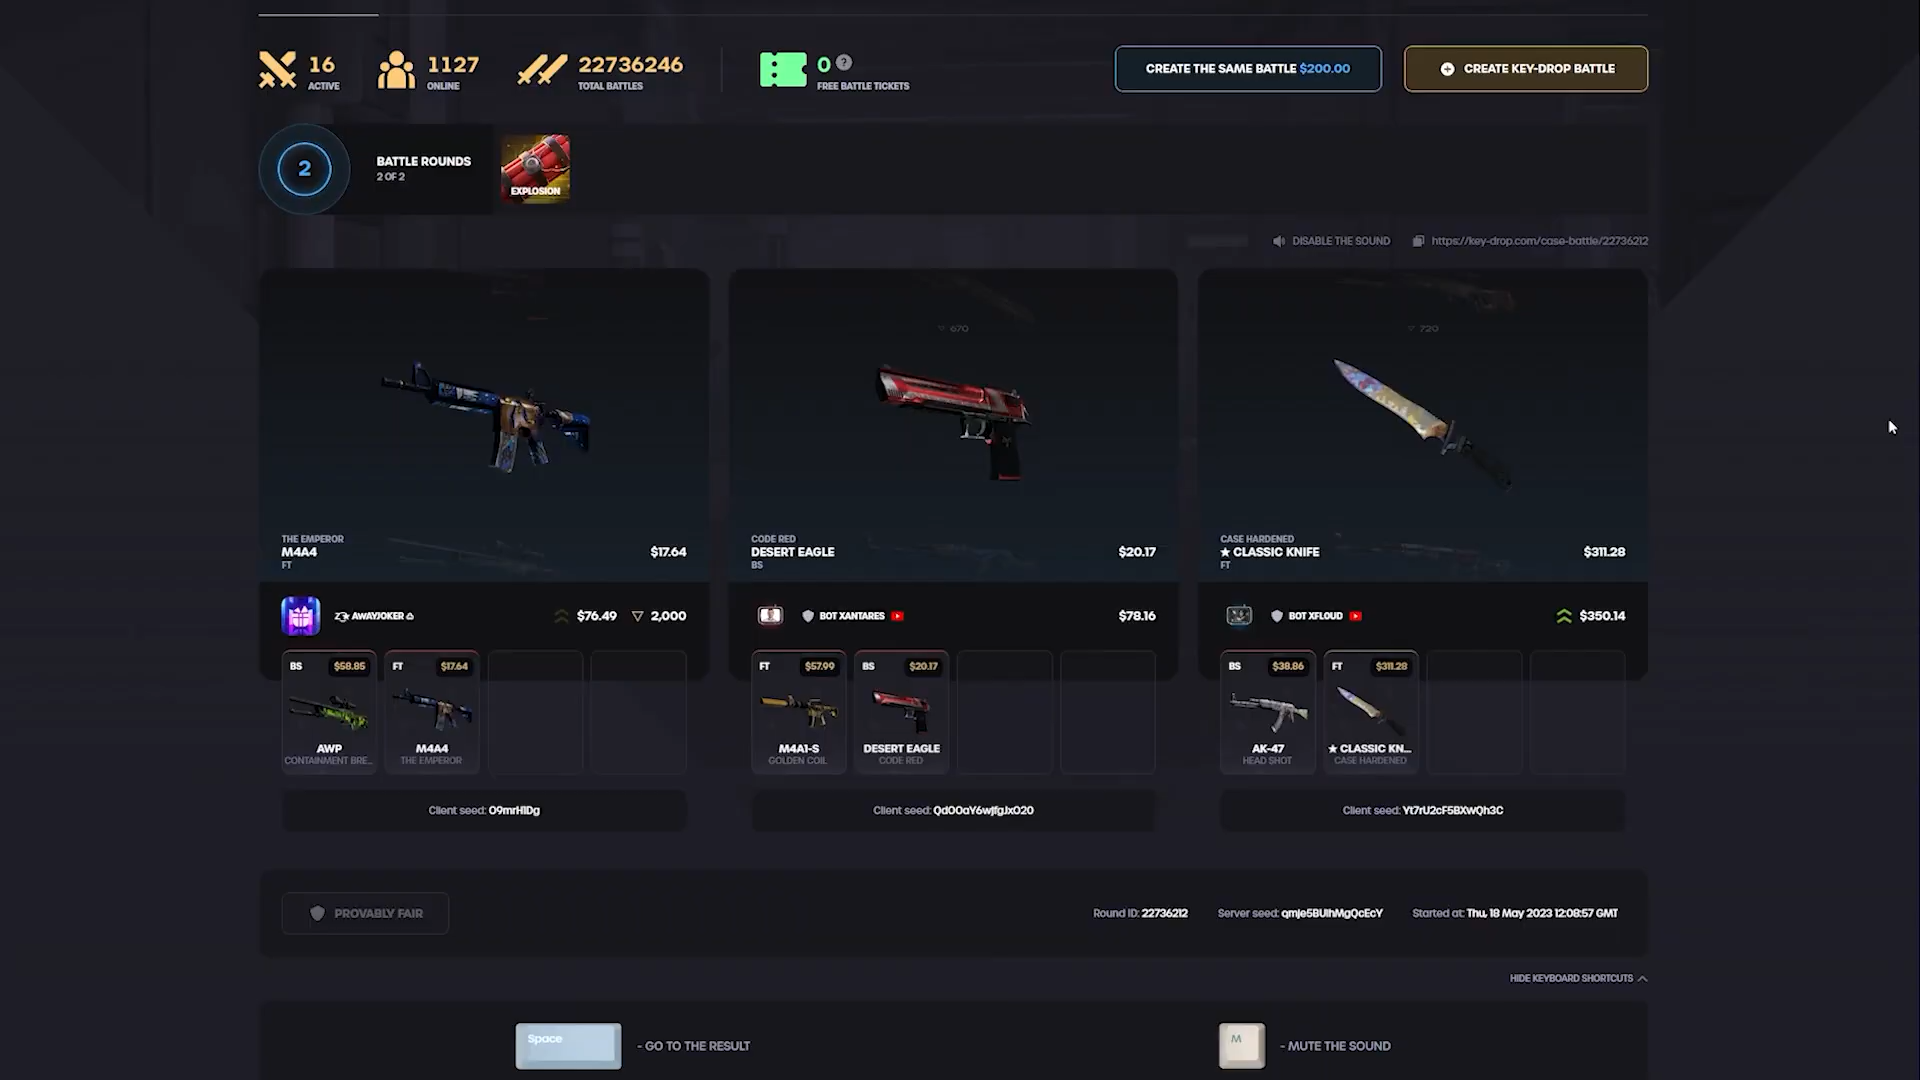 16
ACTIVE
1127
ONLINE
22736246
TOTAL BATTLES
0
?
FREE BATTLE TICKETS
CREATE THE SAME BATTLE $200.00
CREATE KEY-DROP BATTLE
2
BATTLE ROUNDS
2 OF 2
EXPLOSION
DISABLE THE SOUND
https://key-drop.com/case-battle/22736212
670
720
THE EMPEROR
M4A4
FT
$17.64
CODE RED
DESERT EAGLE
BS
$20.17
CASE HARDENED
★ CLASSIC KNIFE
FT
$311.28
AWAYJOKER
$76.49
2,000
BOT XANTARES
$78.16
BOT XFLOUD
$350.14
BS $58.85
AWP
CONTAINMENT BRE...
FT $17.64
M4A4
THE EMPEROR
FT $57.99
M4A1-S
GOLDEN COIL
BS $20.17
DESERT EAGLE
CODE RED
BS $38.86
AK-47
HEAD SHOT
FT $311.28
★ CLASSIC KN...
CASE HARDENED
Client seed: O9mrH1Dg
Client seed: QdO0aY6wjfgJxO20
Client seed: Yt7rU2cF5BXwQh3C
PROVABLY FAIR
Round ID: 22736212
Server seed: qmje5BUlhMgQcEcY
Started at: Thu, 18 May 2023 12:08:57 GMT
HIDE KEYBOARD SHORTCUTS
Space
- GO TO THE RESULT
M
- MUTE THE SOUND